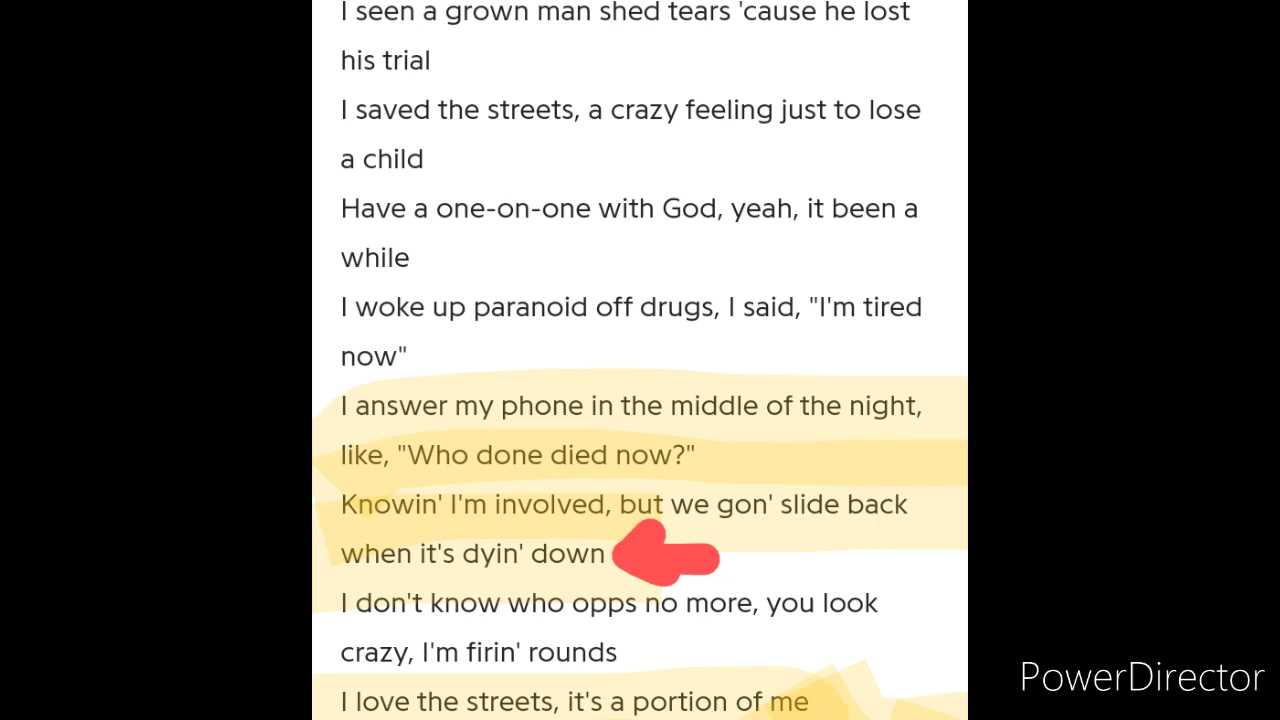 I seen a grown man shed tears 'cause he lost
his trial
I saved the streets, a crazy feeling just to lose
a child
Have a one-on-one with God, yeah, it been a
while
I woke up paranoid off drugs, I said, "I'm tired
now"
I answer my phone in the middle of the night,
like, "Who done died now?"
Knowin' I'm involved, but we gon' slide back
when it's dyin' down
I don't know who opps no more, you look
crazy, I'm firin' rounds
I love the streets, it's a portion of me
PowerDirector